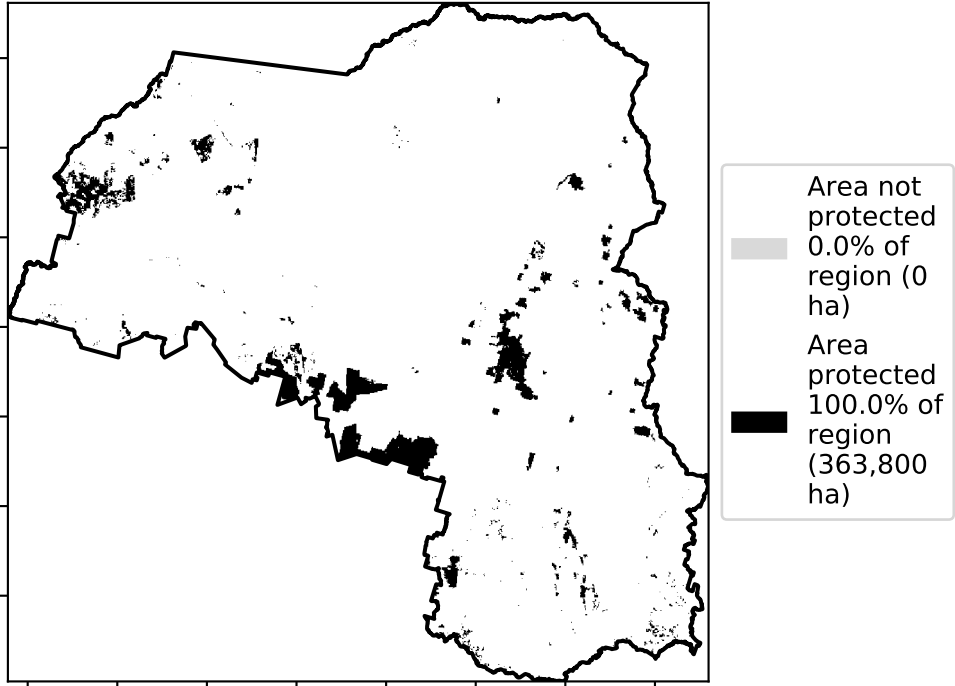 Area not
protected
0.0% of
region (0
ha)
Area
protected
100.0% of
region
(363,800
ha)